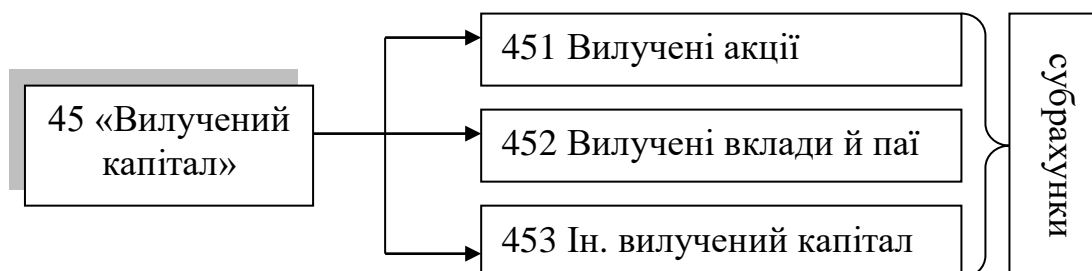 45 «Вилучений
капітал»
451 Вилучені акції
452 Вилучені вклади й паї
453 Ін. вилучений капітал
субрахунки